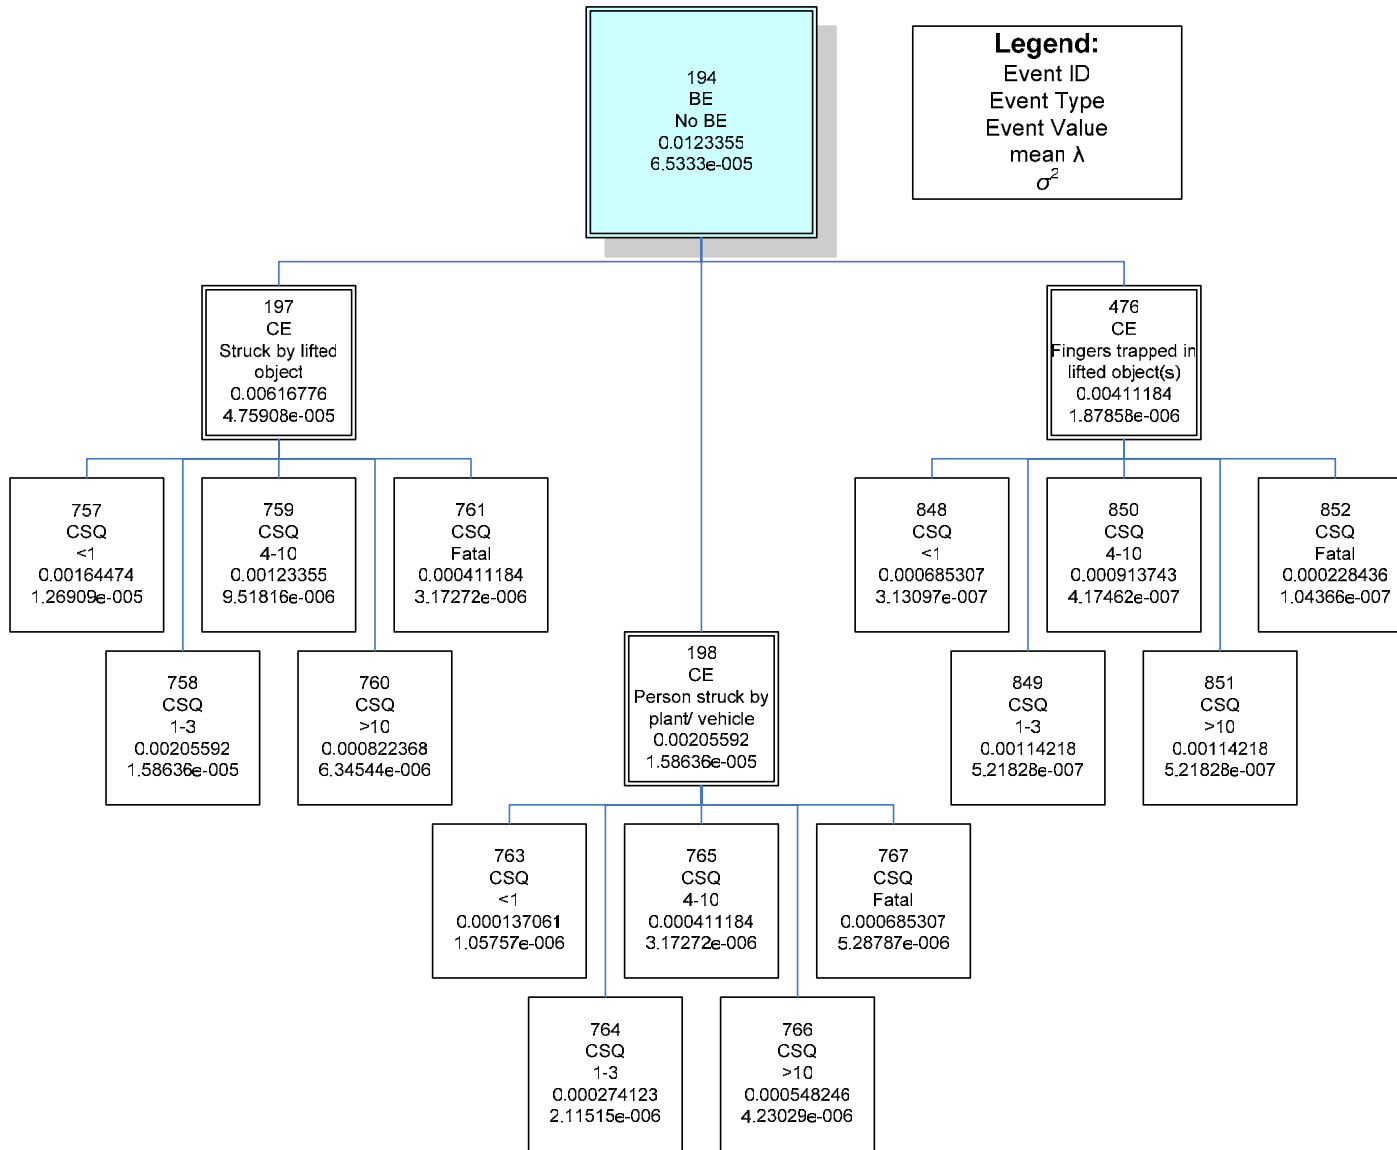 194
BE
No BE
0.0123355
6.5333e-005
Legend:
Event ID
Event Type
Event Value
mean λ
σ²
197
CE
Struck by lifted
object
0.00616776
4.75908e-005
476
CE
Fingers trapped in
lifted object(s)
0.00411184
1.87858e-006
757
CSQ
<1
0.00164474
1.26909e-005
759
CSQ
4-10
0.00123355
9.51816e-006
761
CSQ
Fatal
0.000411184
3.17272e-006
848
CSQ
<1
0.000685307
3.13097e-007
850
CSQ
4-10
0.000913743
4.17462e-007
852
CSQ
Fatal
0.000228436
1.04366e-007
758
CSQ
1-3
0.00205592
1.58636e-005
760
CSQ
>10
0.000822368
6.34544e-006
198
CE
Person struck by
plant/ vehicle
0.00205592
1.58636e-005
849
CSQ
1-3
0.00114218
5.21828e-007
851
CSQ
>10
0.00114218
5.21828e-007
763
CSQ
<1
0.000137061
1.05757e-006
765
CSQ
4-10
0.000411184
3.17272e-006
767
CSQ
Fatal
0.000685307
5.28787e-006
764
CSQ
1-3
0.000274123
2.11515e-006
766
CSQ
>10
0.000548246
4.23029e-006